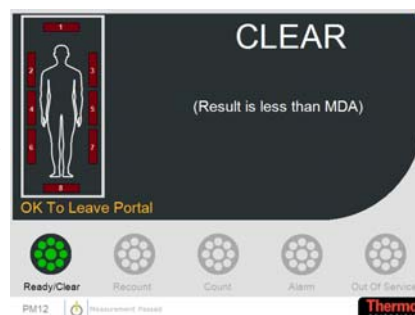 CLEAR
(Result is less than MDA)
1
2
3
4
5
6
7
8
OK To Leave Portal
Ready/Clear
Recount
Count
Alarm
Out Of Service
PM12
Measurement Passed
Thermo